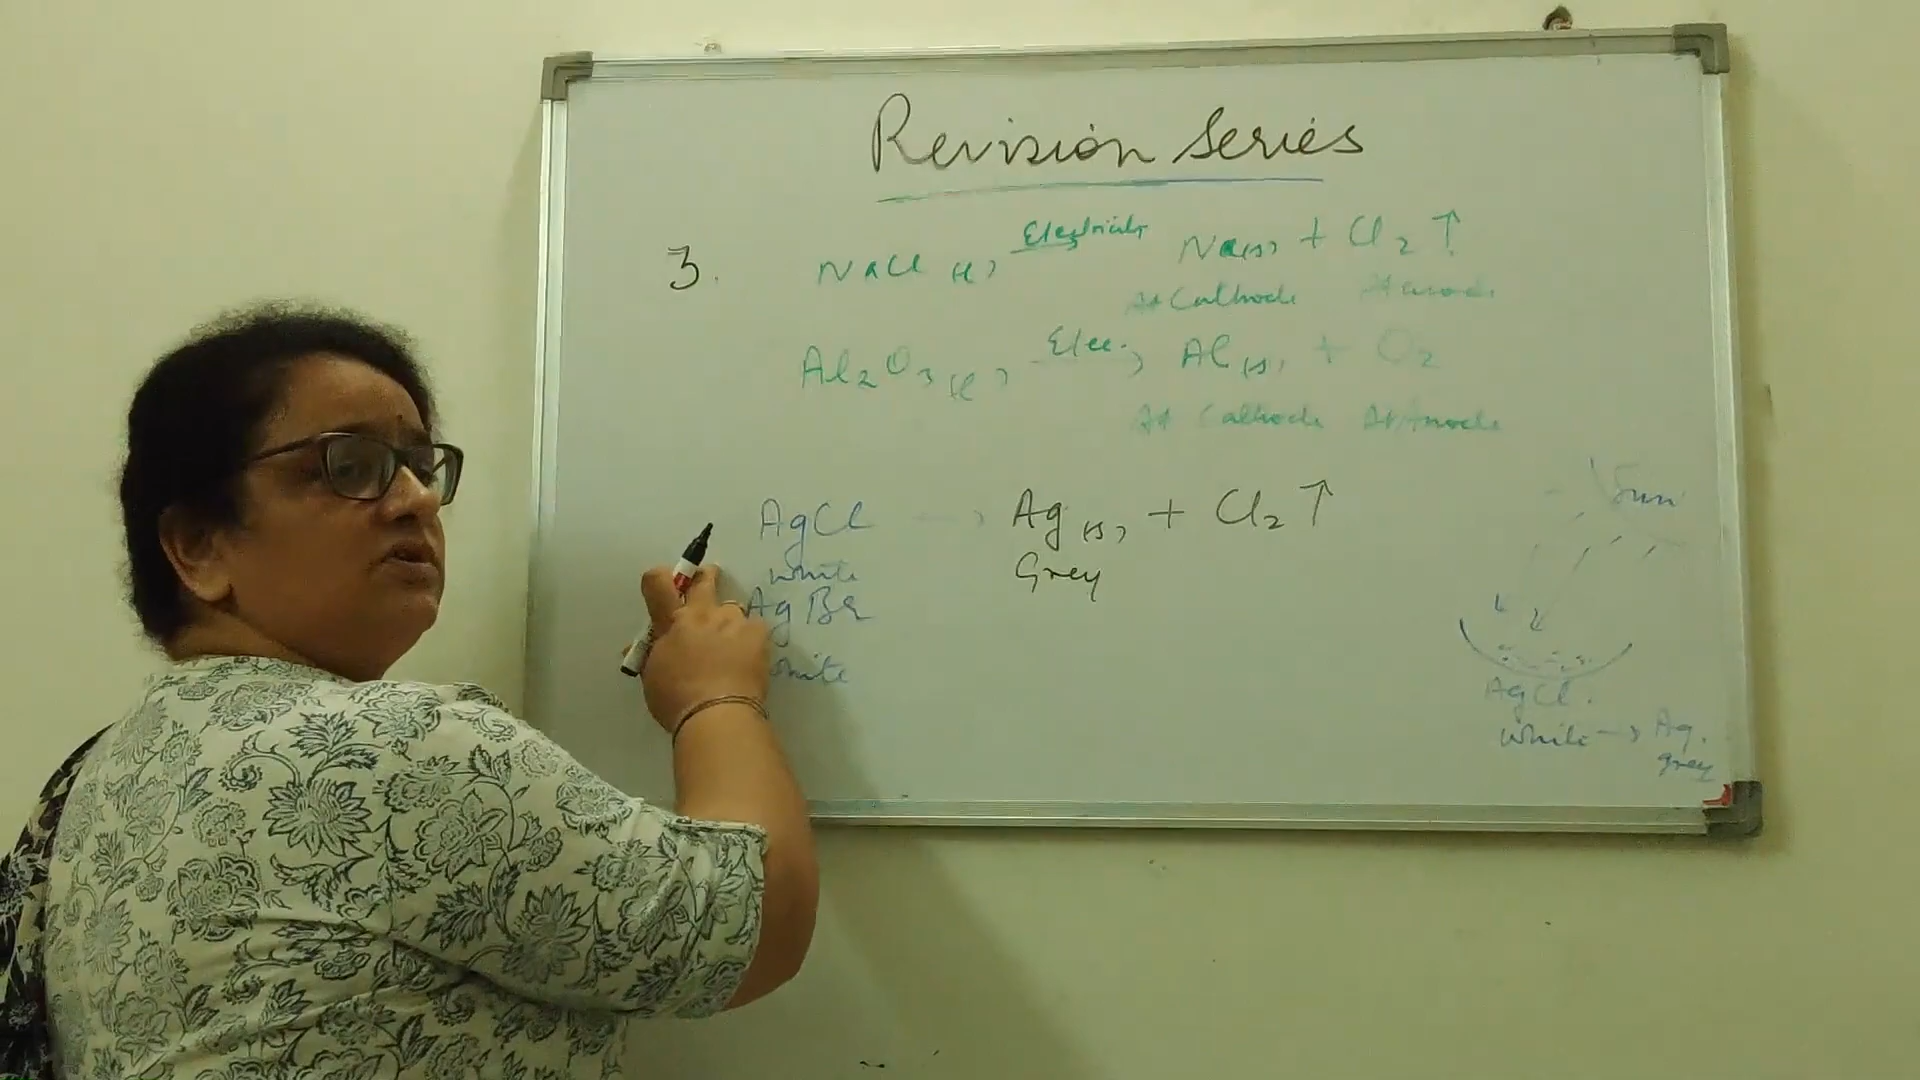 Revision Series
3. NaCl (l) Electricity Na(s) + Cl2 ↑
At Cathode At anode
Al2O3 (l) Elec. Al(s) + O2
At Cathode At Anode
AgCl → Ag(s) + Cl2 ↑
white Grey
AgBr
white
Sun
AgCl.
white → Ag.
grey